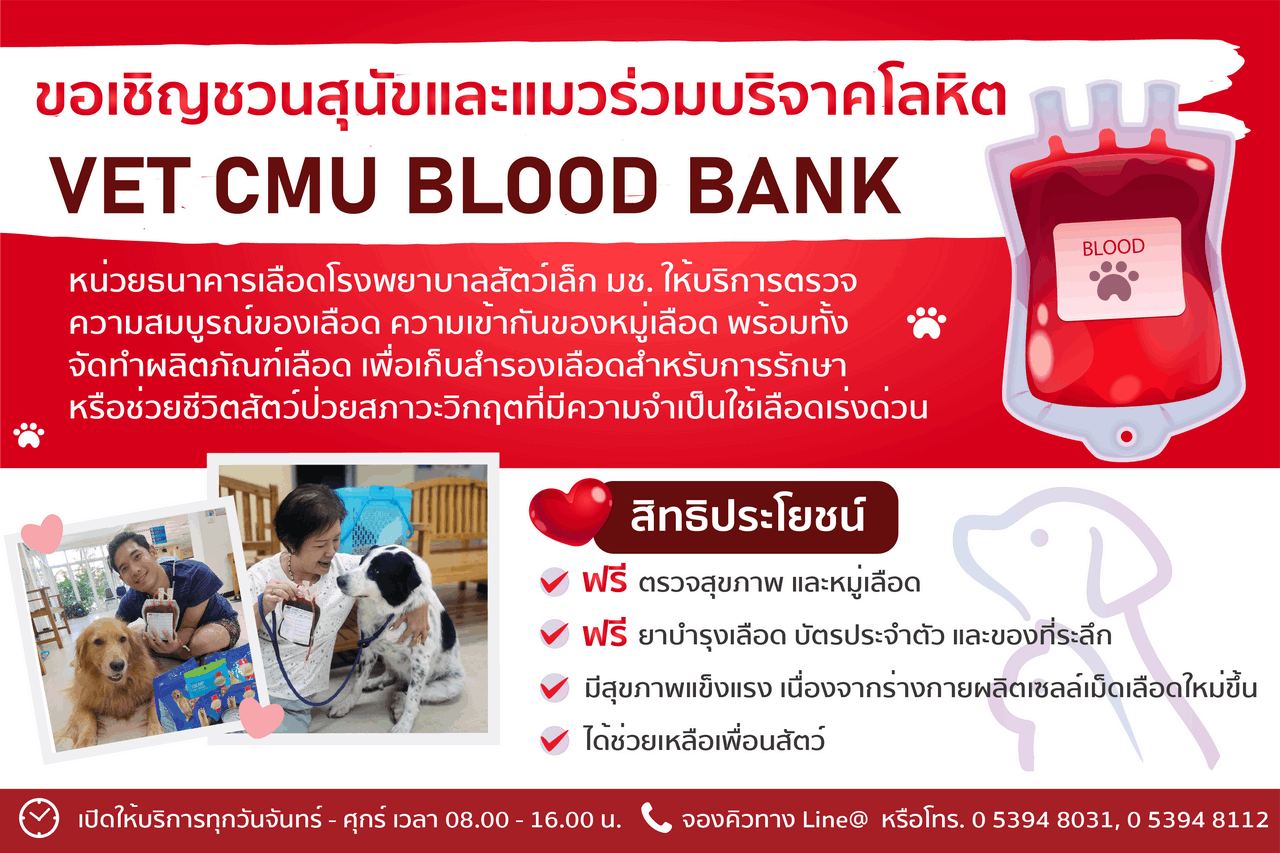 ขอเชิญชวนสุนัขและแมวร่วมบริจาคโลหิต
VET CMU BLOOD BANK
BLOOD
หน่วยธนาคารเลือดโรงพยาบาลสัตว์เล็ก มช. ให้บริการตรวจ
ความสมบูรณ์ของเลือด ความเข้ากันของหมู่เลือด พร้อมทั้ง
จัดทำผลิตภัณฑ์เลือด เพื่อเก็บสำรองเลือดสำหรับการรักษา
หรือช่วยชีวิตสัตว์ป่วยสภาวะวิกฤตที่มีความจำเป็นใช้เลือดเร่งด่วน
สิทธิประโยชน์
ฟรี ตรวจสุขภาพ และหมู่เลือด
ฟรี ยาบำรุงเลือด บัตรประจำตัว และของที่ระลึก
มีสุขภาพแข็งแรง เนื่องจากร่างกายผลิตเซลล์เม็ดเลือดใหม่ขึ้น
ได้ช่วยเหลือเพื่อนสัตว์
เปิดให้บริการทุกวันจันทร์ - ศุกร์ เวลา 08.00 - 16.00 น.
จองคิวทาง Line@ หรือโทร. 0 5394 8031, 0 5394 8112